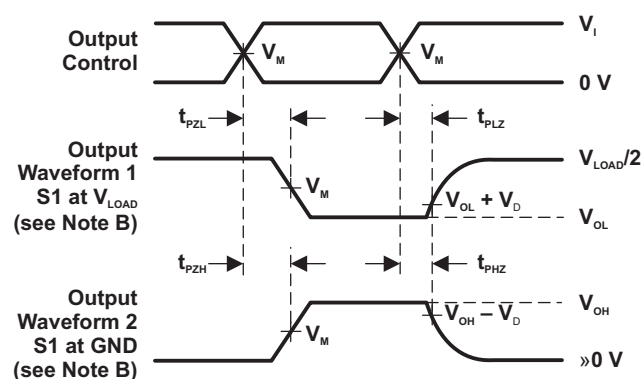 Output
Control
V_M
V_M
V_I
0 V
t_PZL
t_PLZ
Output
Waveform 1
S1 at V_LOAD
(see Note B)
V_M
V_OL + V_D
V_LOAD/2
V_OL
t_PZH
t_PHZ
Output
Waveform 2
S1 at GND
(see Note B)
V_M
V_OH – V_D
V_OH
»0 V